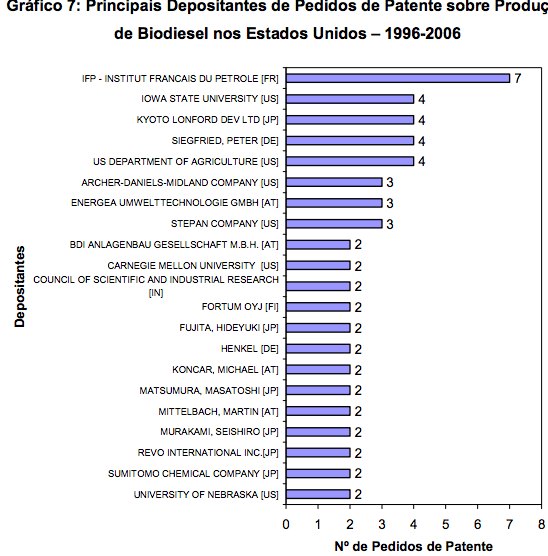 Gráfico 7: Principais Depositantes de Pedidos de Patente sobre
de Biodiesel nos Estados Unidos – 1996-2006
IFP - INSTITUT FRANCAIS DU PETROLE [FR] 7
IOWA STATE UNIVERSITY [US] 4
KYOTO LONFORD DEV LTD [JP] 4
SIEGFRIED, PETER [DE] 4
US DEPARTMENT OF AGRICULTURE [US] 4
ARCHER-DANIELS-MIDLAND COMPANY [US] 3
ENERGEA UMWELTTECHNOLOGIE GMBH [AT] 3
STEPAN COMPANY [US] 3
BDI ANLAGENBAU GESELLSCHAFT M.B.H. [AT] 2
CARNEGIE MELLON UNIVERSITY [US] 2
COUNCIL OF SCIENTIFIC AND INDUSTRIAL RESEARCH
[IN] 2
FORTUM OYJ [FI] 2
FUJITA, HIDEYUKI [JP] 2
HENKEL [DE] 2
KONCAR, MICHAEL [AT] 2
MATSUMURA, MASATOSHI [JP] 2
MITTELBACH, MARTIN [AT] 2
MURAKAMI, SEISHIRO [JP] 2
REVO INTERNATIONAL INC.[JP] 2
SUMITOMO CHEMICAL COMPANY [JP] 2
UNIVERSITY OF NEBRASKA [US] 2
Depositantes
0 1 2 3 4 5 6 7 8
Nº de Pedidos de Patente